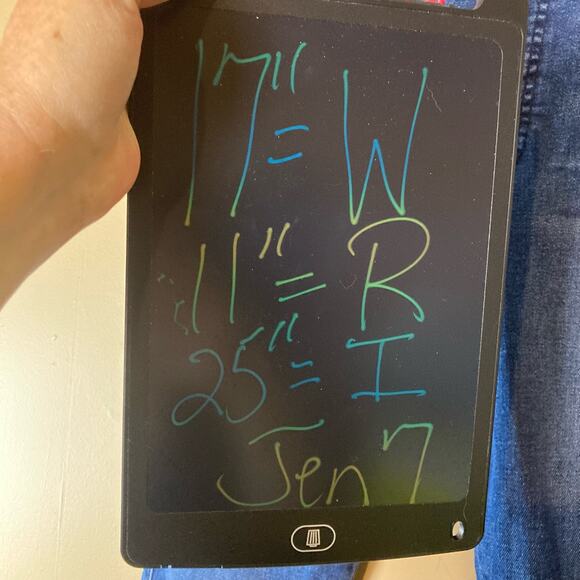 17" = W
11" = R
25" = I
Jen 7